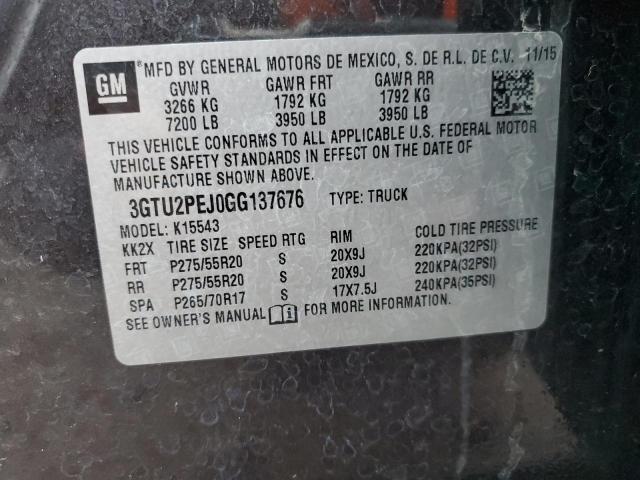 GM
*MFD BY GENERAL MOTORS DE MEXICO, S. DE R.L. DE C.V. 11/15
GVWR GAWR FRT GAWR RR
3266 KG 1792 KG 1792 KG
7200 LB 3950 LB 3950 LB
THIS VEHICLE CONFORMS TO ALL APPLICABLE U.S. FEDERAL MOTOR
VEHICLE SAFETY STANDARDS IN EFFECT ON THE DATE OF
MANUFACTURE SHOWN ABOVE.
3GTU2PEJ0GG137676 TYPE: TRUCK
MODEL: K15543
KK2X TIRE SIZE SPEED RTG RIM COLD TIRE PRESSURE
FRT P275/55R20 S 20X9J 220KPA(32PSI)
RR P275/55R20 S 20X9J 220KPA(32PSI)
SPA P265/70R17 S 17X7.5J 240KPA(35PSI)
SEE OWNER'S MANUAL FOR MORE INFORMATION.